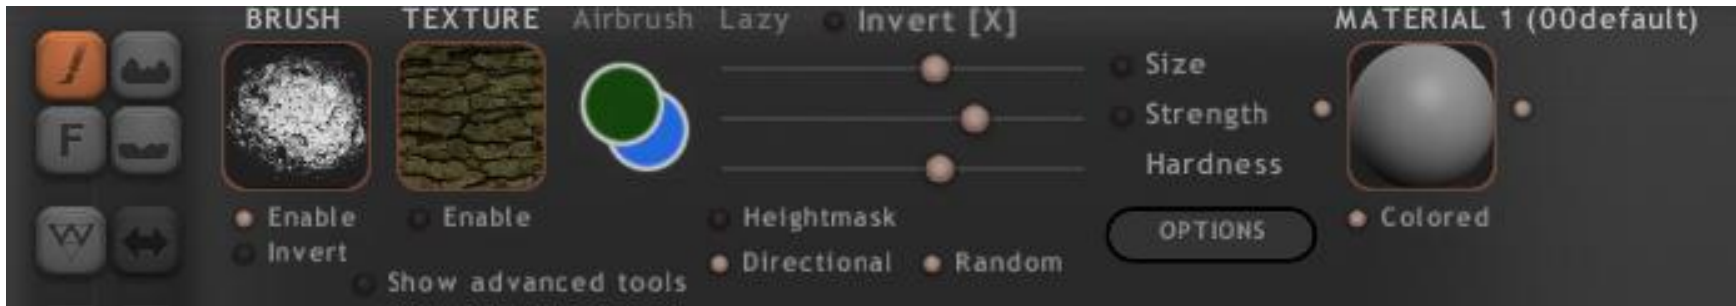 BRUSH TEXTURE Airbrush Lazy Invert [X] MATERIAL 1 (00default)
Size
Strength
F
Hardness
Enable Enable Heightmask OPTIONS Colored
Invert Directional Random
Show advanced tools